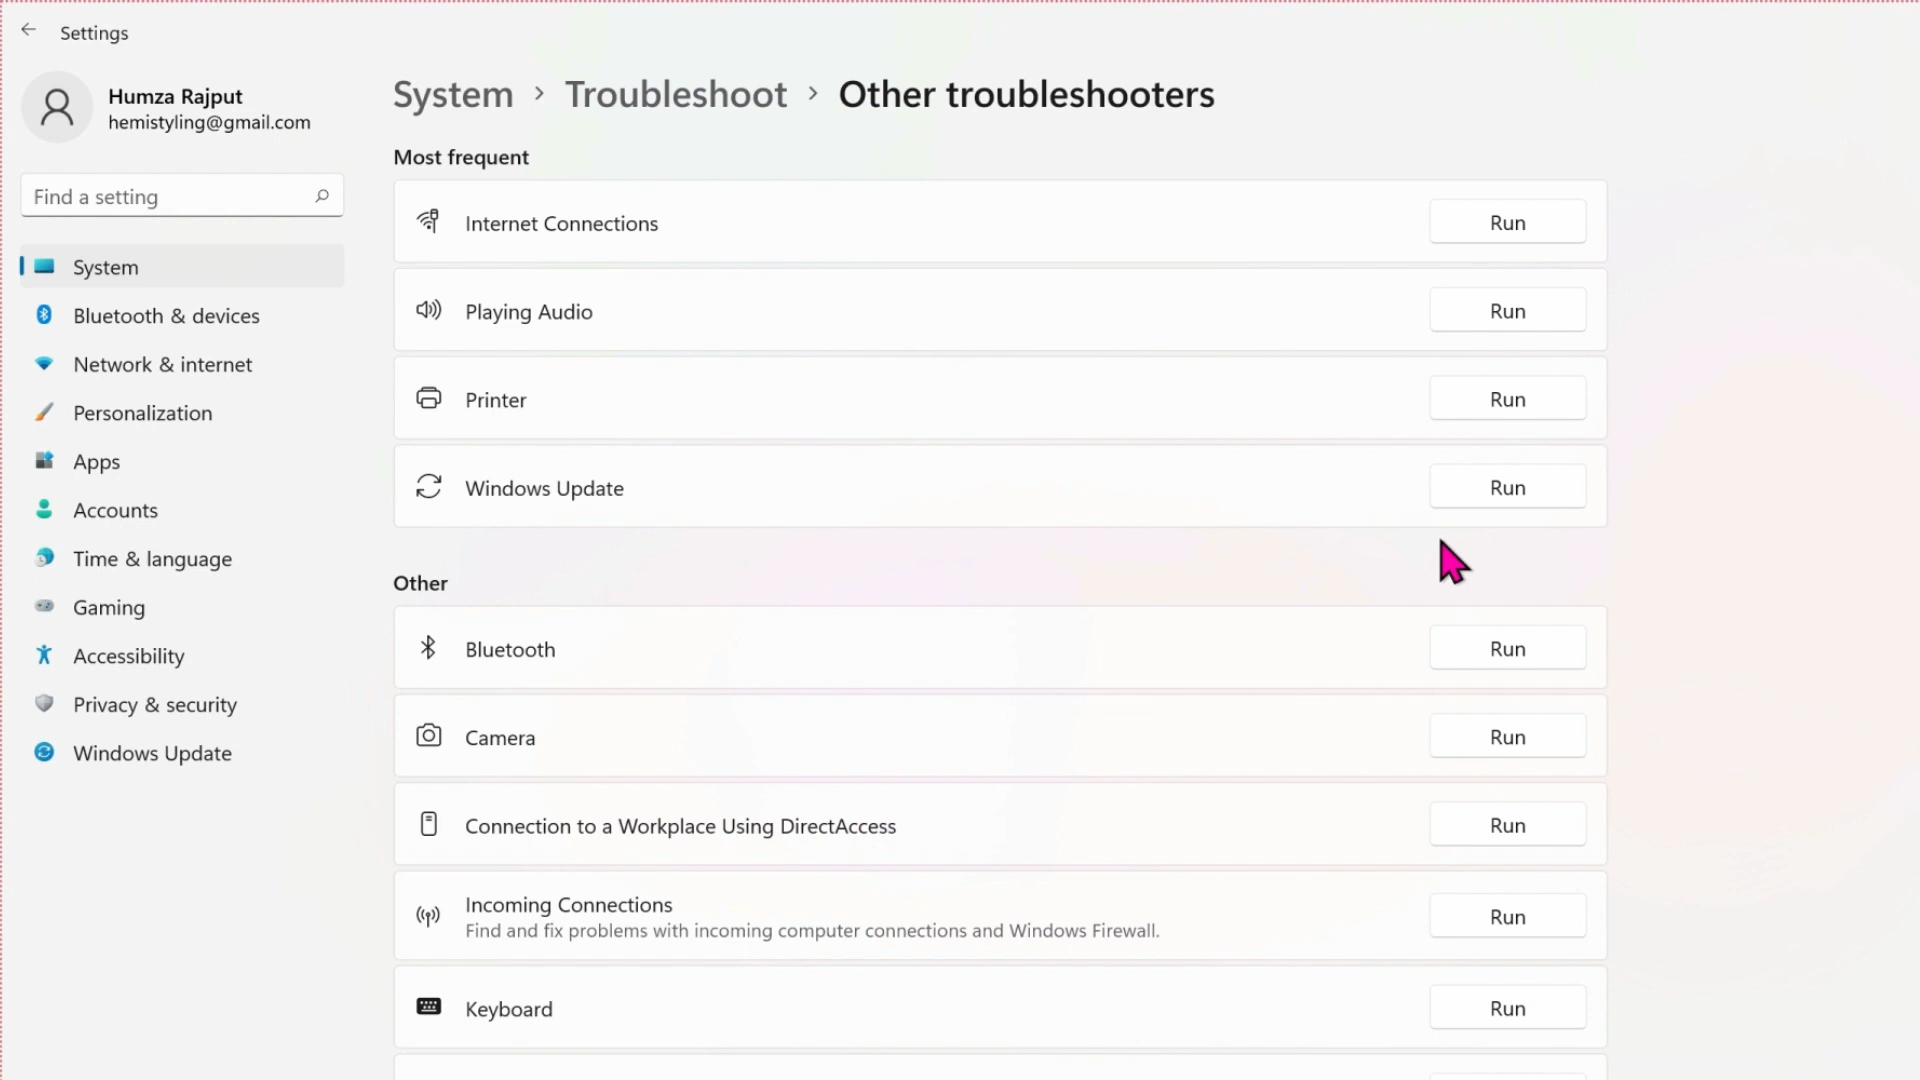 Settings
Humza Rajput
hemistyling@gmail.com
Find a setting
System
Bluetooth & devices
Network & internet
Personalization
Apps
Accounts
Time & language
Gaming
Accessibility
Privacy & security
Windows Update
System > Troubleshoot > Other troubleshooters
Most frequent
Internet Connections Run
Playing Audio Run
Printer Run
Windows Update Run
Other
Bluetooth Run
Camera Run
Connection to a Workplace Using DirectAccess Run
Incoming Connections
Find and fix problems with incoming computer connections and Windows Firewall. Run
Keyboard Run